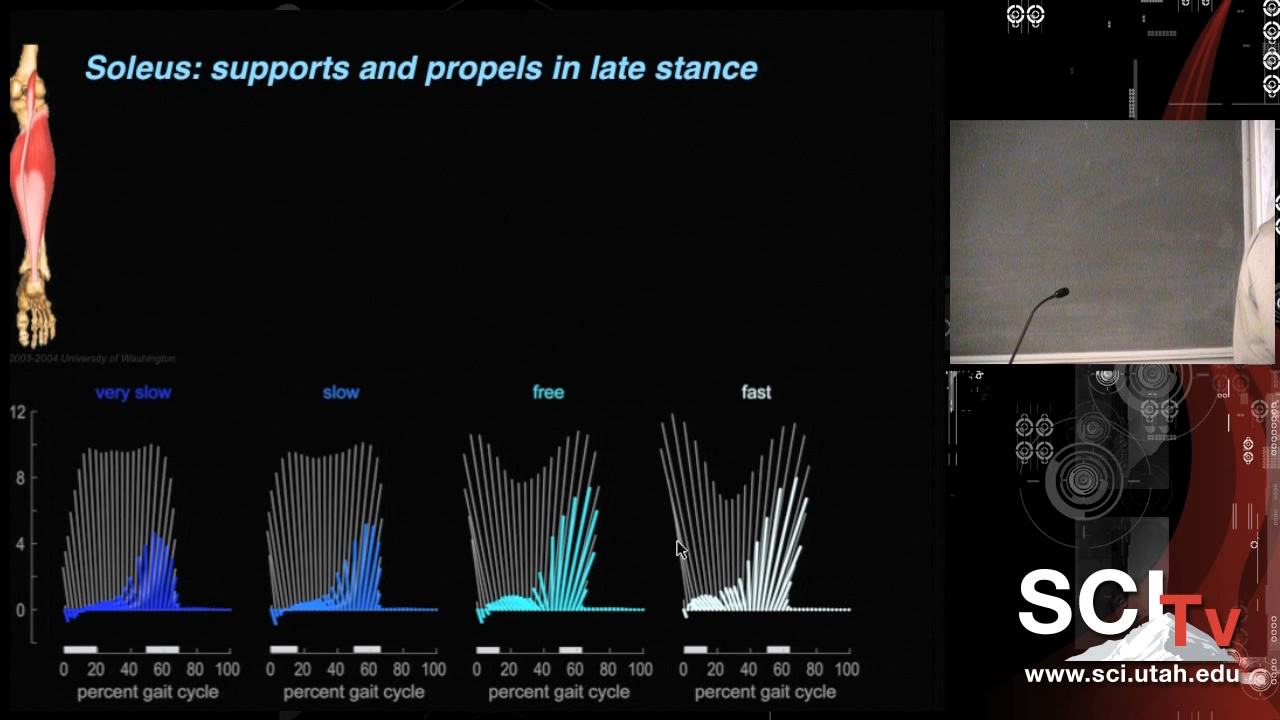 Soleus: supports and propels in late stance
2003-2004 University of Washington
very slow
slow
free
fast
12
8
4
0
0 20 40 60 80 100
0 20 40 60 80 100
0 20 40 60 80 100
0 20 40 60 80 100
percent gait cycle
percent gait cycle
percent gait cycle
percent gait cycle
SCI
Tv
www.sci.utah.edu